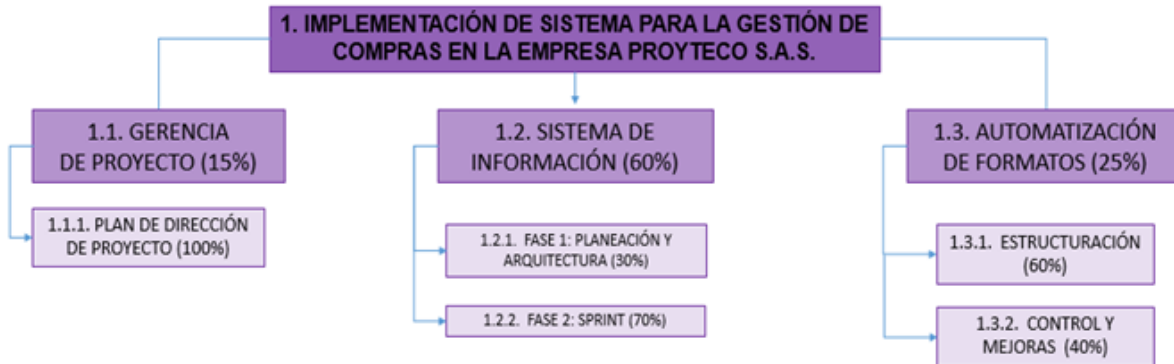 1. IMPLEMENTACIÓN DE SISTEMA PARA LA GESTIÓN DE
COMPRAS EN LA EMPRESA PROYTECO S.A.S.
1.1. GERENCIA
DE PROYECTO (15%)
1.1.1. PLAN DE DIRECCIÓN
DE PROYECTO (100%)
1.2. SISTEMA DE
INFORMACIÓN (60%)
1.2.1. FASE 1: PLANEACIÓN Y
ARQUITECTURA (30%)
1.2.2. FASE 2: SPRINT (70%)
1.3. AUTOMATIZACIÓN
DE FORMATOS (25%)
1.3.1. ESTRUCTURACIÓN
(60%)
1.3.2. CONTROL Y
MEJORAS (40%)